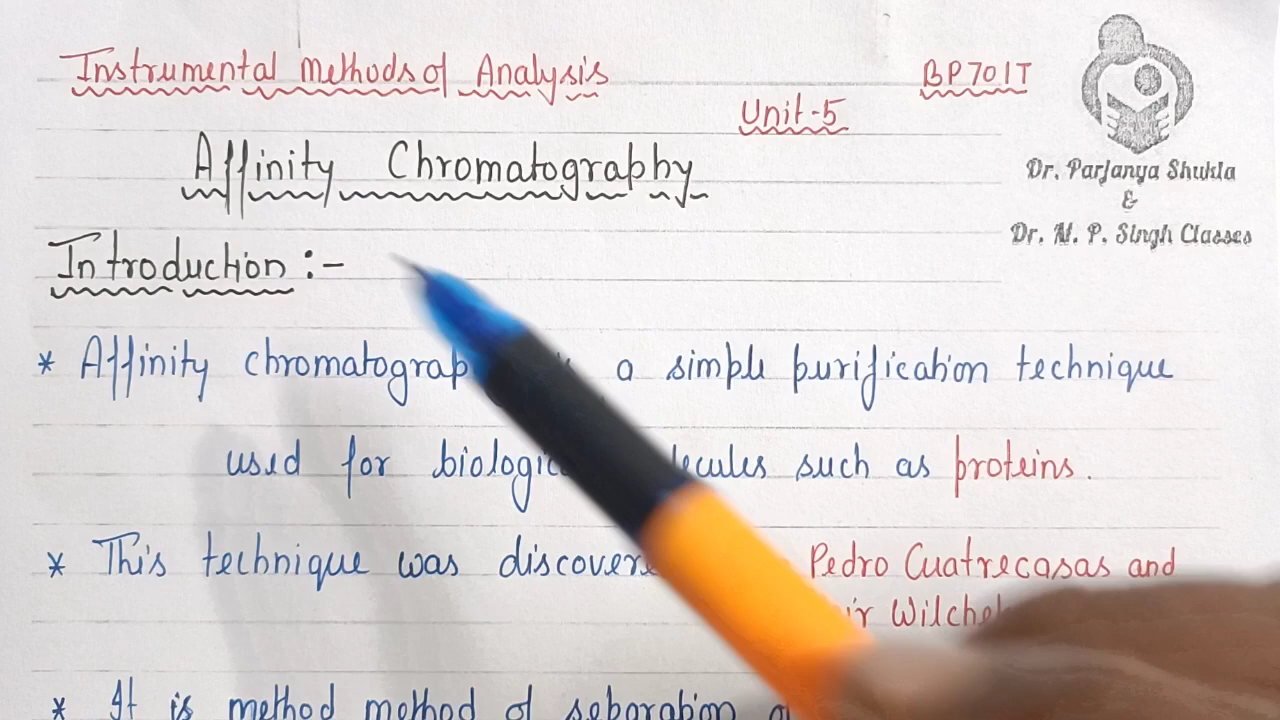 Instrumental Methods of Analysis
BP701T
Unit-5
Affinity Chromatography
Dr. Parjanya Shukla
&
Dr. M. P. Singh Classes
Introduction :-
* Affinity chromatograp a simple purification technique
used for biologic lecules such as proteins.
* This technique was discovere Pedro Cuatrecasas and
ir Wilche
* It is method method of separation